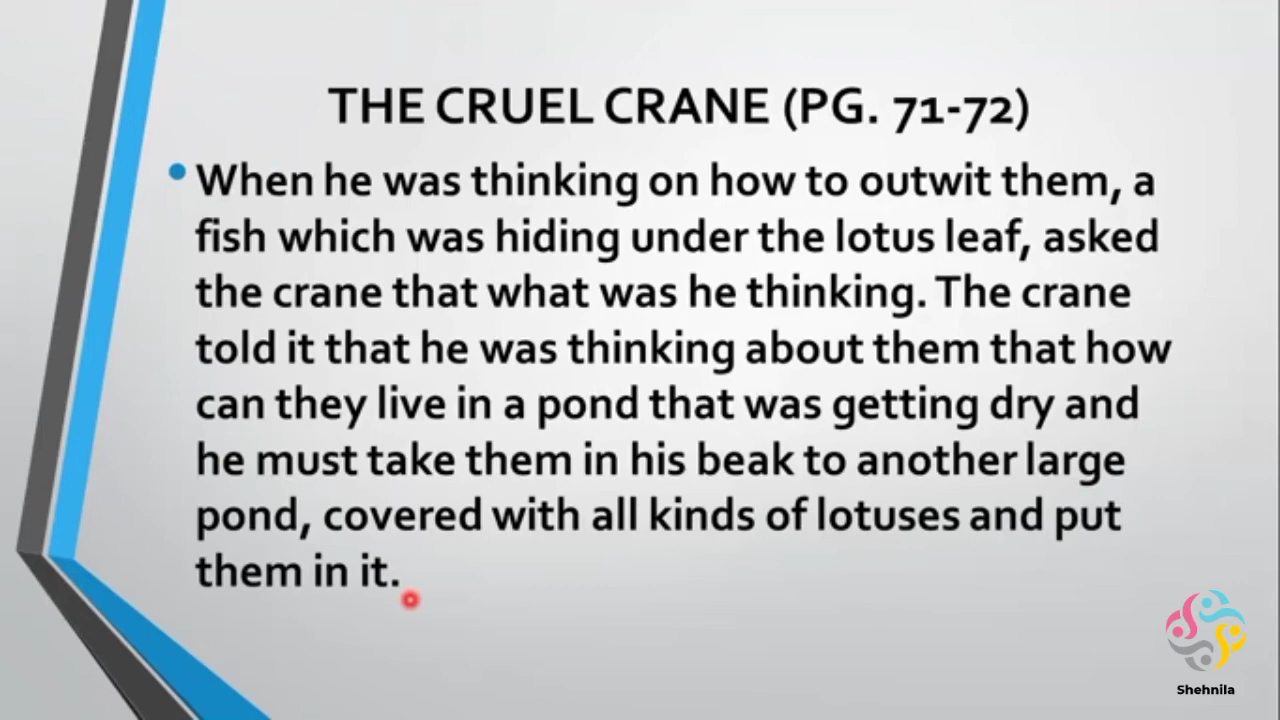 THE CRUEL CRANE (PG. 71-72)
• When he was thinking on how to outwit them, a
fish which was hiding under the lotus leaf, asked
the crane that what was he thinking. The crane
told it that he was thinking about them that how
can they live in a pond that was getting dry and
he must take them in his beak to another large
pond, covered with all kinds of lotuses and put
them in it.
Shehnila